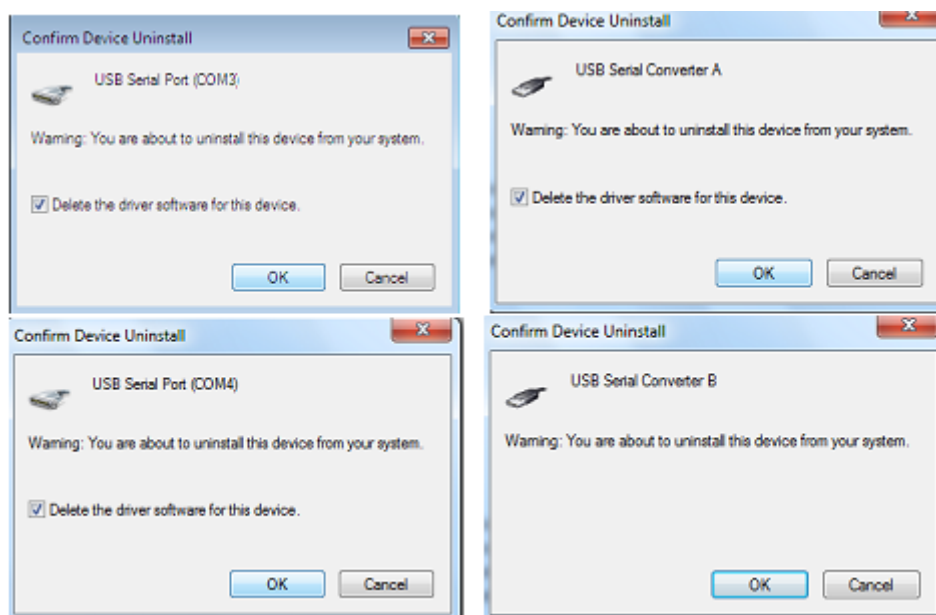 Confirm Device Uninstall
USB Serial Port (COM3)
Warning: You are about to uninstall this device from your system.
Delete the driver software for this device.
OK
Cancel
Confirm Device Uninstall
USB Serial Converter A
Warning: You are about to uninstall this device from your system.
Delete the driver software for this device.
OK
Cancel
Confirm Device Uninstall
USB Serial Port (COM4)
Warning: You are about to uninstall this device from your system.
Delete the driver software for this device.
OK
Cancel
Confirm Device Uninstall
USB Serial Converter B
Warning: You are about to uninstall this device from your system.
OK
Cancel